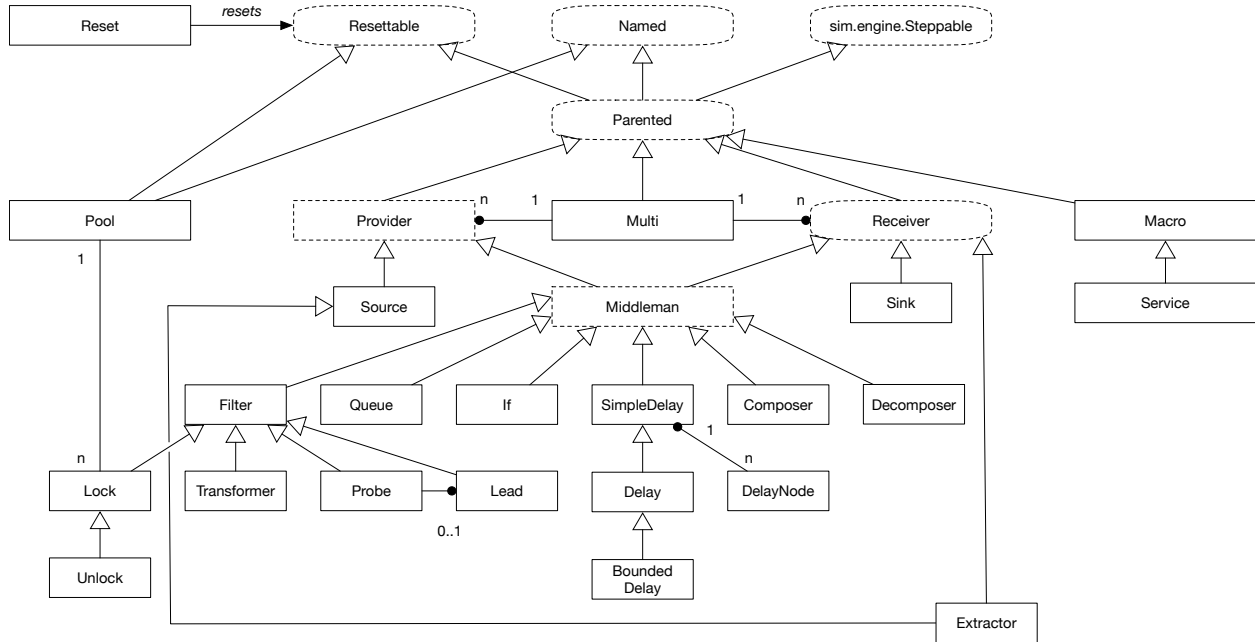 resets
Reset
Resettable
Named
sim.engine.Steppable
Parented
n
1
1
n
Pool
Provider
Multi
Receiver
Macro
1
Source
Middleman
Sink
Service
Filter
Queue
If
SimpleDelay
Composer
Decomposer
1
n
n
Lock
Transformer
Probe
Lead
Delay
DelayNode
0..1
Unlock
Bounded
Delay
Extractor